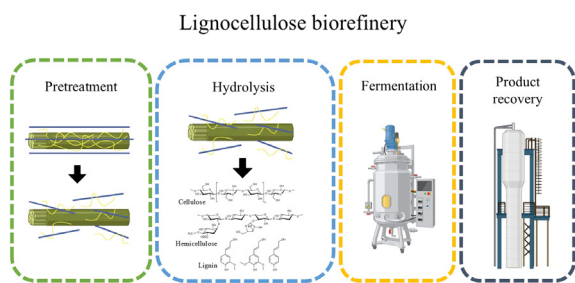 Lignocellulose biorefinery
Pretreatment
Hydrolysis
Cellulose
Hemicellulose
Lignin
Fermentation
Product
recovery